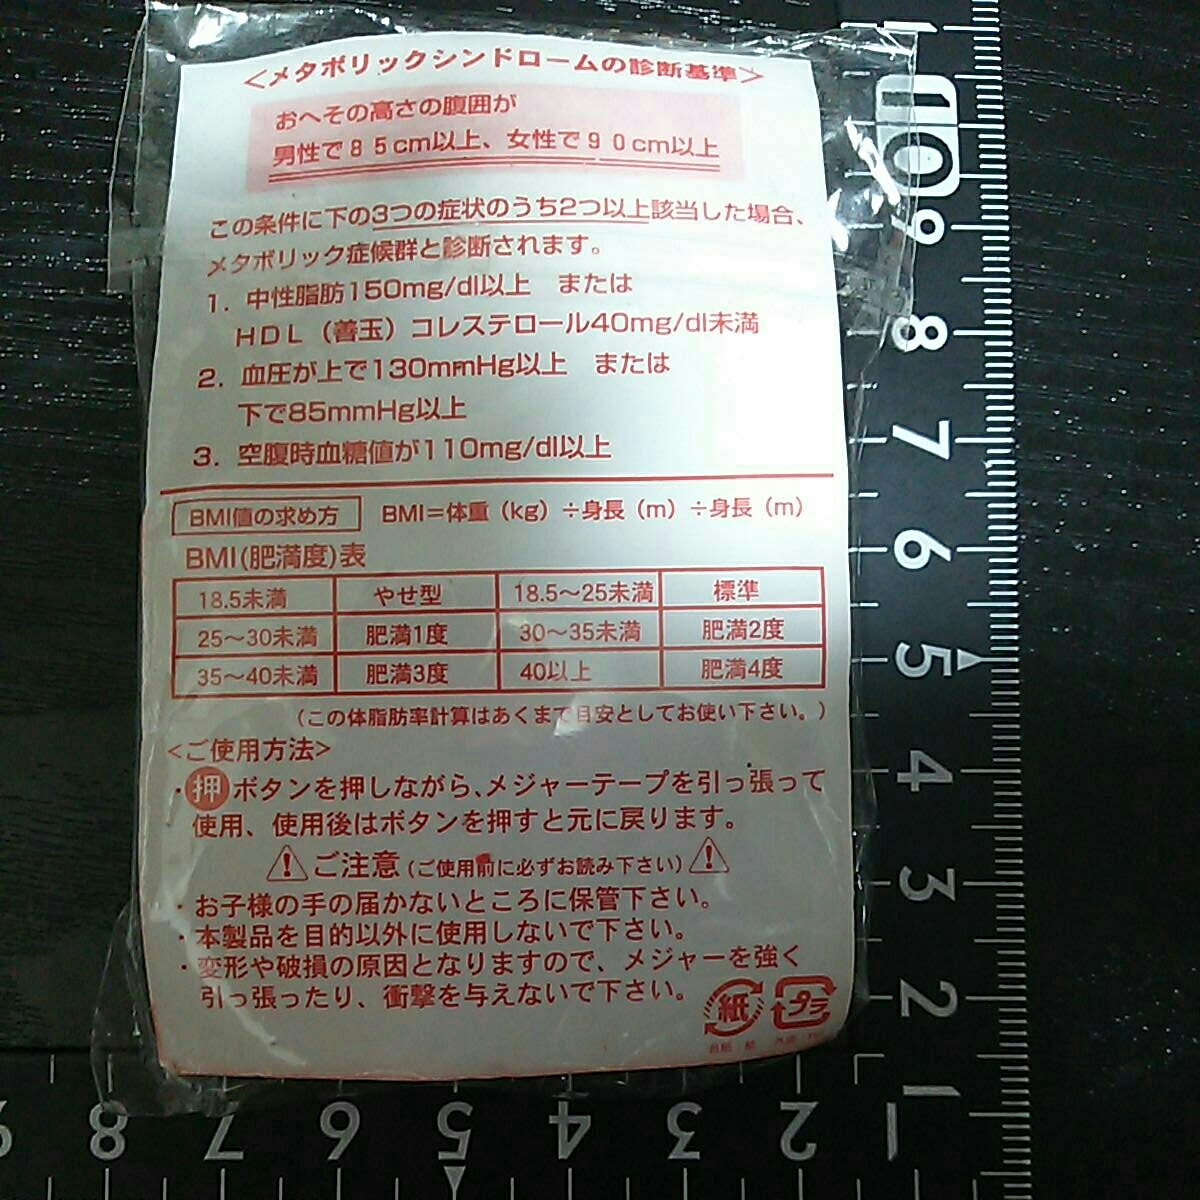 ＜メタボリックシンドロームの診断基準＞
おへその高さの腹囲が
男性で85cm以上、女性で90cm以上
この条件に下の3つの症状のうち2つ以上該当した場合、
メタボリック症候群と診断されます。
1. 中性脂肪150mg/dl以上　または
HDL（善玉）コレステロール40mg/dl未満
2. 血圧が上で130mmHg以上　または
下で85mmHg以上
3. 空腹時血糖値が110mg/dl以上
BMI値の求め方　BMI＝体重（kg）÷身長（m）÷身長（m）
BMI(肥満度)表
18.5未満　やせ型　18.5～25未満　標準
25～30未満　肥満1度　30～35未満　肥満2度
35～40未満　肥満3度　40以上　肥満4度
（この体脂肪率計算はあくまで目安としてお使い下さい。）
<ご使用方法>
・押ボタンを押しながら、メジャーテープを引っ張って
使用、使用後はボタンを押すと元に戻ります。
ご注意（ご使用前に必ずお読み下さい）
・お子様の手の届かないところに保管下さい。
・本製品を目的以外に使用しないで下さい。
・変形や破損の原因となりますので、メジャーを強く
引っ張ったり、衝撃を与えないで下さい。
紙　プラ
台紙　紙　外袋
10
9
8
7
6
5
4
3
2
1
9 8 7 6 5 4 3 2